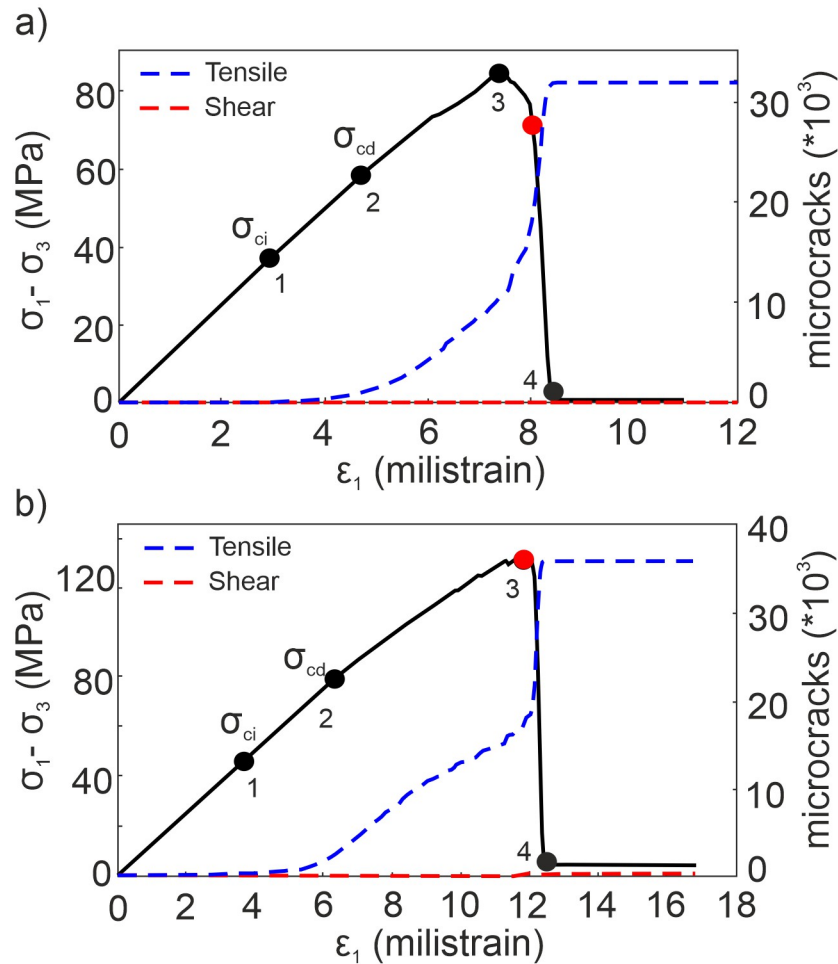 a)
Tensile
Shear
80
60
40
20
0
σ1- σ3 (MPa)
σci
1
σcd
2
3
4
30
20
10
0
microcracks (*10³)
0 2 4 6 8 10 12
ε1 (milistrain)
b)
Tensile
Shear
120
80
40
0
σ1- σ3 (MPa)
σci
1
σcd
2
3
4
40
30
20
10
0
microcracks (*10³)
0 2 4 6 8 10 12 14 16 18
ε1 (milistrain)